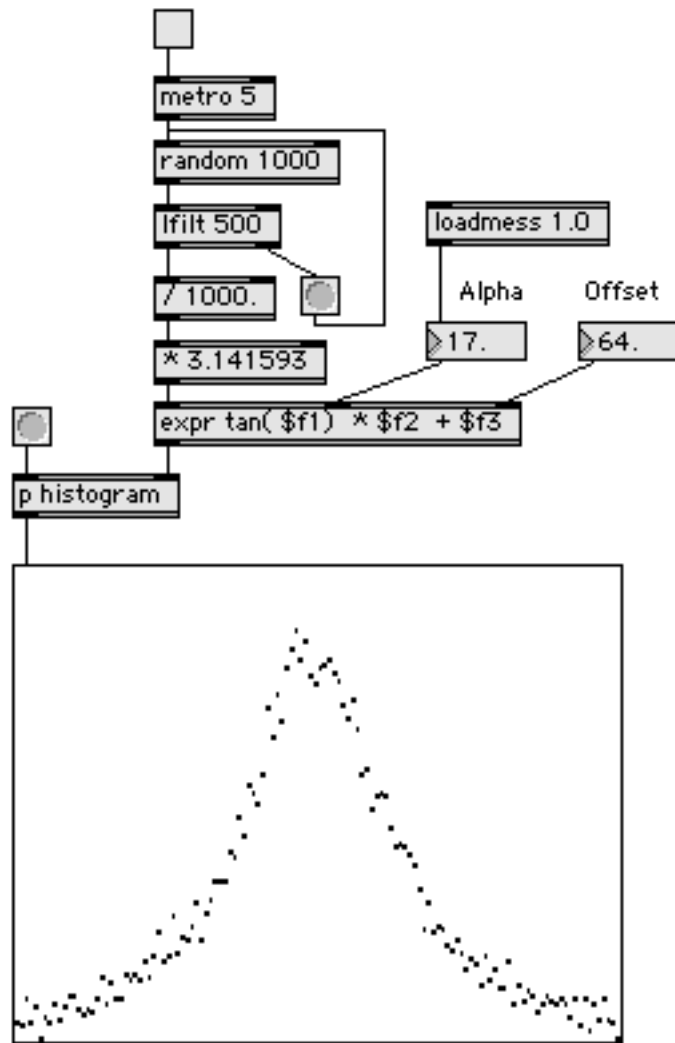 metro 5
random 1000
lfilt 500
loadmess 1.0
/ 1000.
Alpha
Offset
* 3.141593
17.
64.
expr tan( $f1) * $f2 + $f3
p histogram